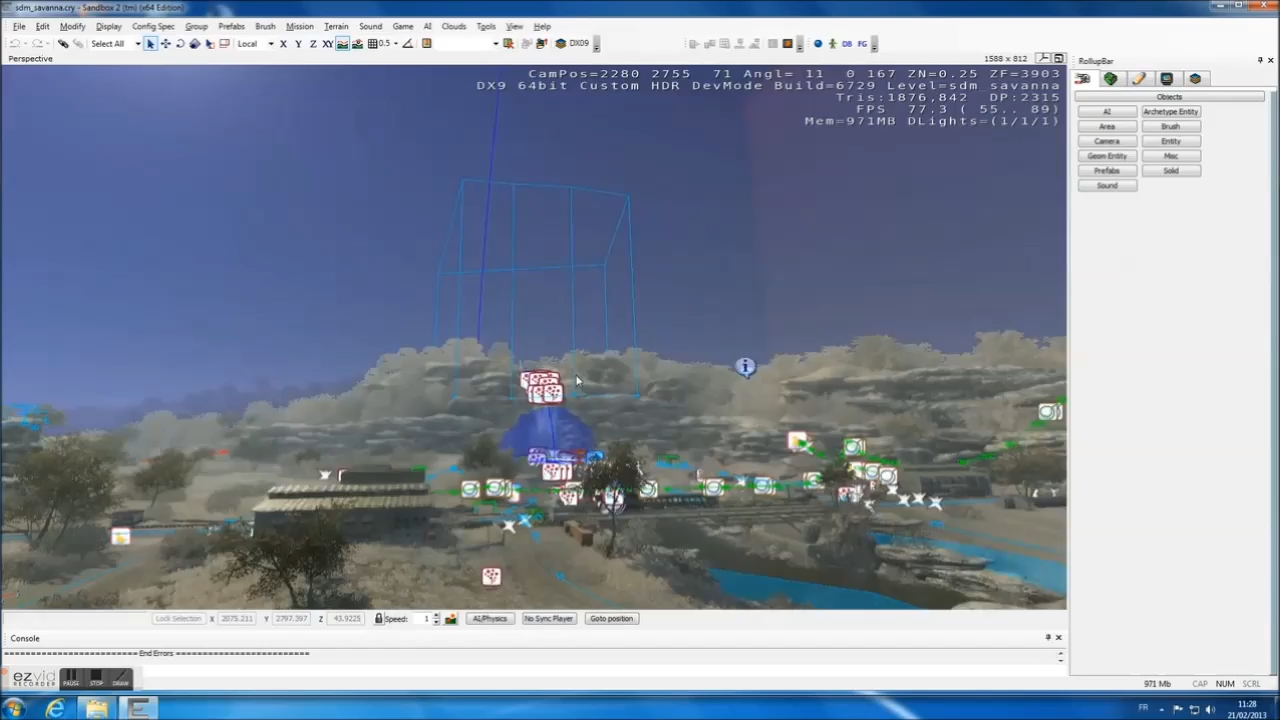 sdm_savanna.cry - Sandbox 2 (tm) (x64 Edition)
File Edit Modify Display Config Spec Group Prefabs Brush Mission Terrain Sound Game AI Clouds Tools View Help
Select All Local X Y Z XY 0.5 DX09 DB FG
Perspective 1588 x 812
RollupBar
CamPos=2280 2755 71 Angl= 11 0 167 ZN=0.25 ZF=3903
DX9 64bit Custom HDR DevMode Build=6729 Level=sdm_savanna
Tris:1876,842 DP:2315
FPS 77.3 ( 55.. 89)
Mem=971MB DLights=(1/1/1)
Objects
AI Archetype Entity
Area Brush
Camera Entity
Geom Entity Misc
Prefabs Solid
Sound
Lock Selection X 2075.211 Y 2797.397 Z 43.9225 Speed: 1 AI/Physics No Sync Player Goto position
Console
======================== End Errors ==========================
ezvid
RECORDER
PAUSE STOP DRAW
971 Mb CAP NUM SCRL
FR 11:28
21/02/2013